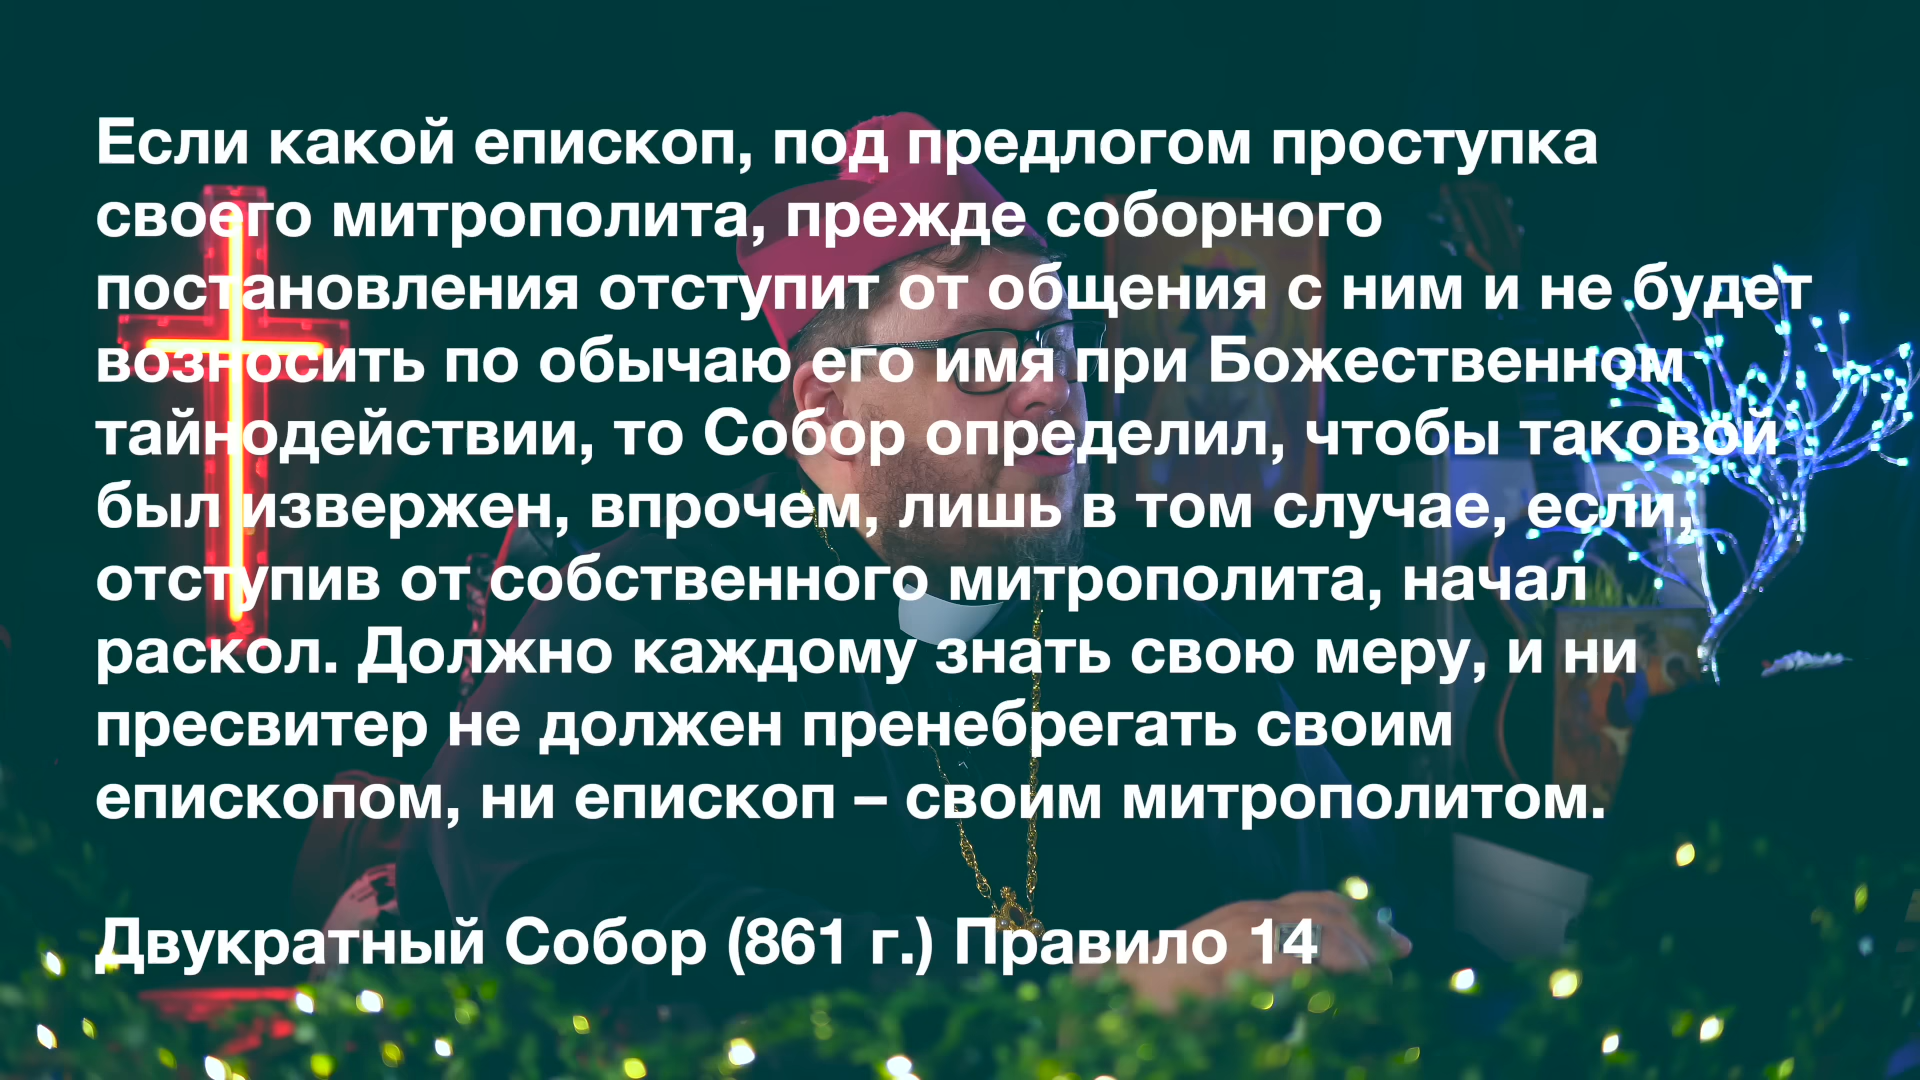 Если какой епископ, под предлогом проступка
своего митрополита, прежде соборного
постановления отступит от общения с ним и не будет
возносить по обычаю его имя при Божественном
тайнодействии, то Собор определил, чтобы таковой
был извержен, впрочем, лишь в том случае, если,
отступив от собственного митрополита, начал
раскол. Должно каждому знать свою меру, и ни
пресвитер не должен пренебрегать своим
епископом, ни епископ – своим митрополитом.
Двукратный Собор (861 г.) Правило 14